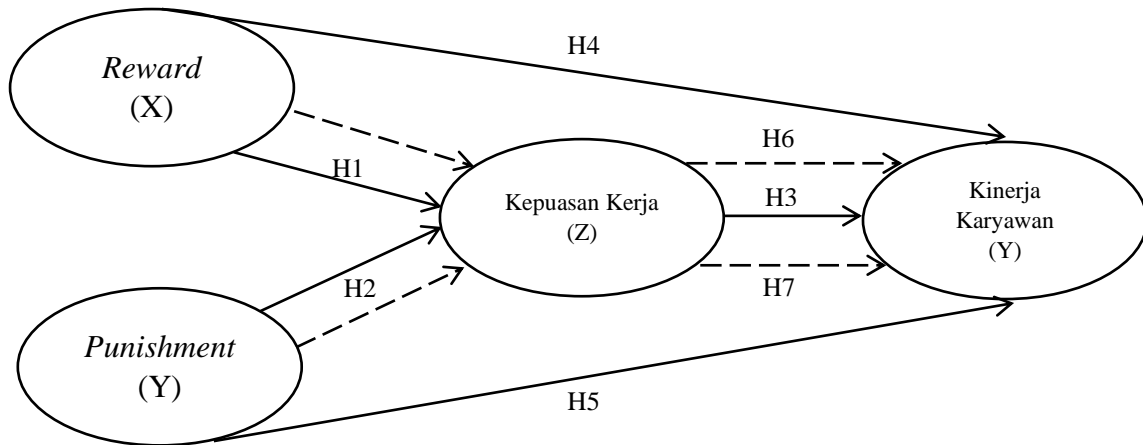 H4
Reward
(X)
H1
H6
Kepuasan Kerja
(Z)
H3
Kinerja
Karyawan
(Y)
H2
H7
Punishment
(Y)
H5